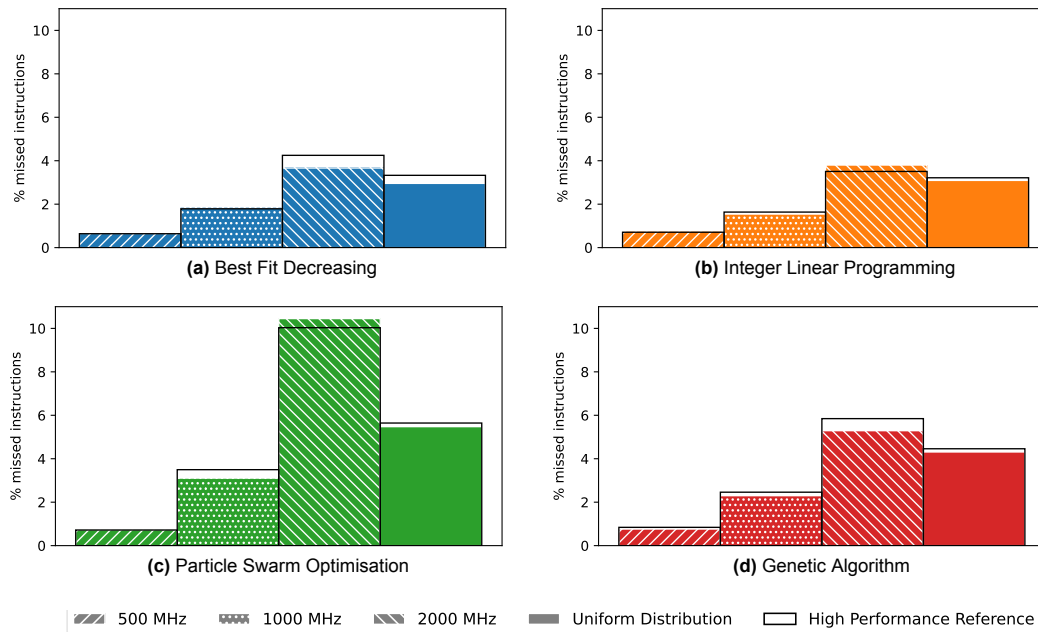 10
8
6
4
2
0
% missed instructions
(a) Best Fit Decreasing
10
8
6
4
2
0
% missed instructions
(b) Integer Linear Programming
10
8
6
4
2
0
% missed instructions
(c) Particle Swarm Optimisation
10
8
6
4
2
0
% missed instructions
(d) Genetic Algorithm
500 MHz 1000 MHz 2000 MHz Uniform Distribution High Performance Reference